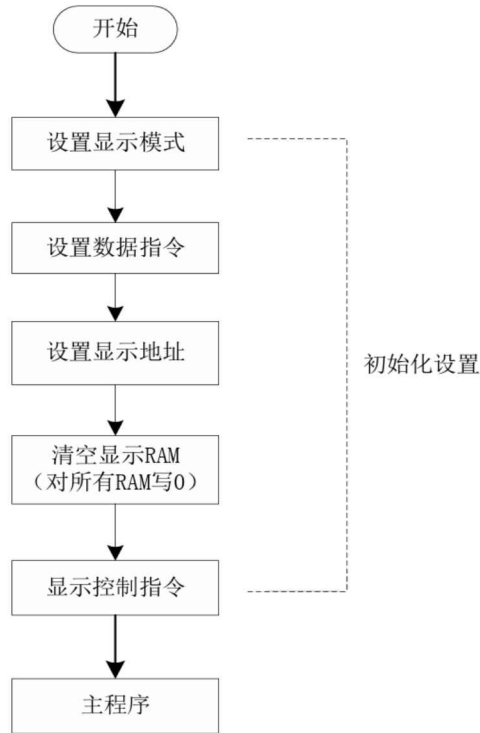 开始
设置显示模式
设置数据指令
设置显示地址
初始化设置
清空显示RAM
（对所有RAM写0）
显示控制指令
主程序